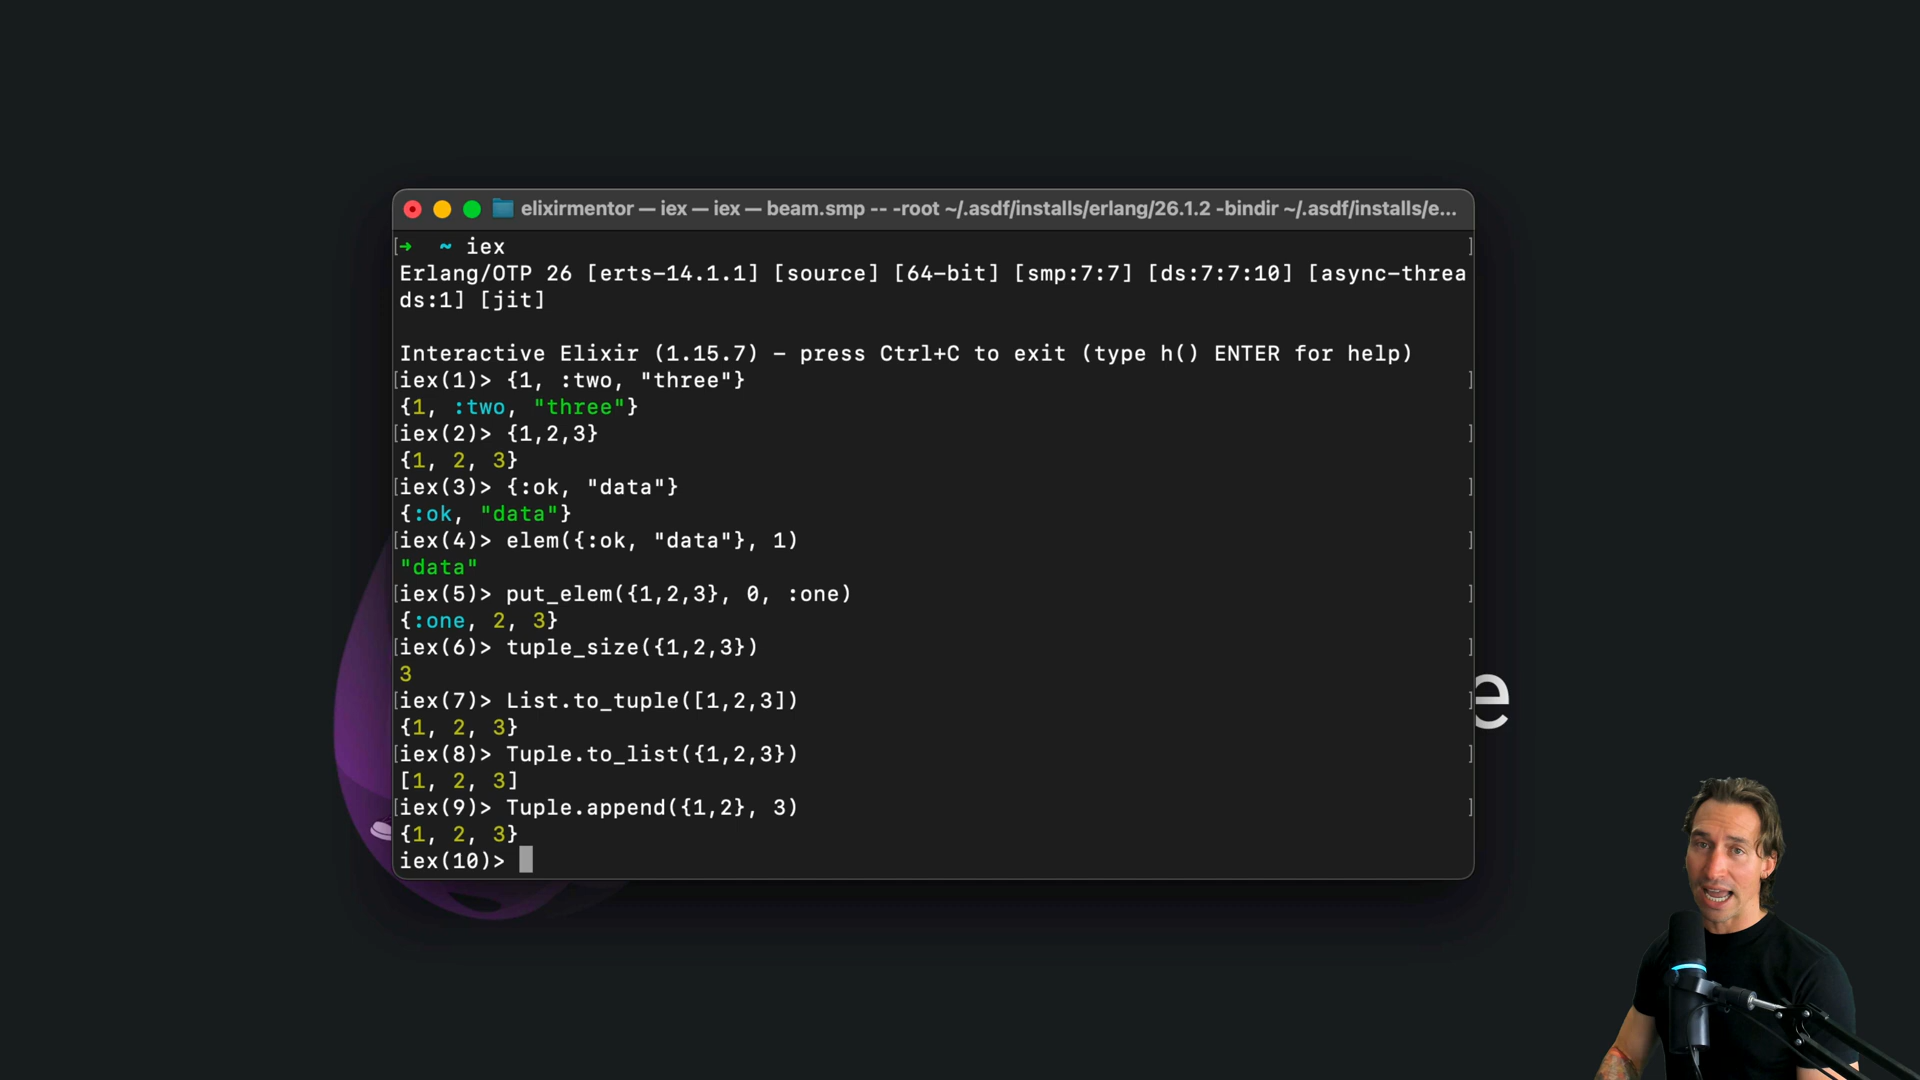 elixirmentor — iex — iex — beam.smp -- -root ~/.asdf/installs/erlang/26.1.2 -bindir ~/.asdf/installs/e...
[➜  ~ iex ]
Erlang/OTP 26 [erts-14.1.1] [source] [64-bit] [smp:7:7] [ds:7:7:10] [async-threa
ds:1] [jit]
Interactive Elixir (1.15.7) - press Ctrl+C to exit (type h() ENTER for help)
[iex(1)> {1, :two, "three"} ]
{1, :two, "three"}
[iex(2)> {1,2,3} ]
{1, 2, 3}
[iex(3)> {:ok, "data"} ]
{:ok, "data"}
[iex(4)> elem({:ok, "data"}, 1) ]
"data"
[iex(5)> put_elem({1,2,3}, 0, :one) ]
{:one, 2, 3}
[iex(6)> tuple_size({1,2,3}) ]
3
[iex(7)> List.to_tuple([1,2,3]) ]
{1, 2, 3}
[iex(8)> Tuple.to_list({1,2,3}) ]
[1, 2, 3]
[iex(9)> Tuple.append({1,2}, 3) ]
{1, 2, 3}
iex(10)>
e